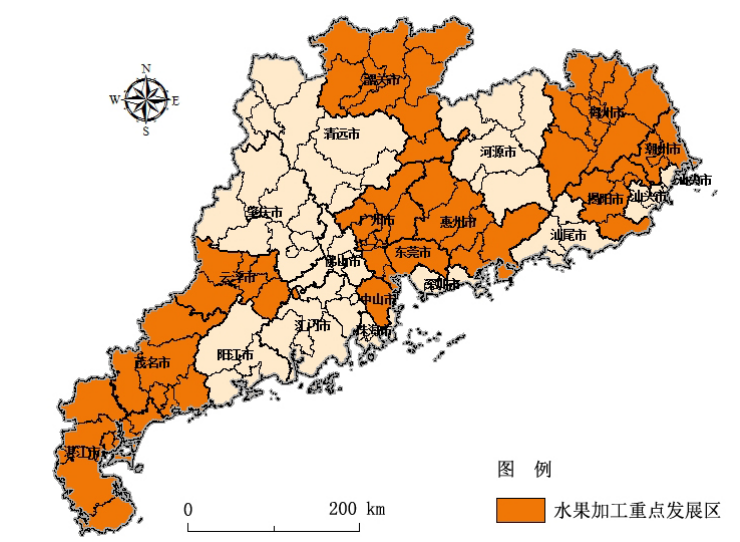 N
W
E
S
韶关市
清远市
河源市
梅州市
潮州市
汕头市
揭阳市
汕头市
肇庆市
广州市
惠州市
汕尾市
佛山市
东莞市
云浮市
深圳市
中山市
江门市
珠海市
阳江市
茂名市
湛江市
图 例
水果加工重点发展区
0
200 km